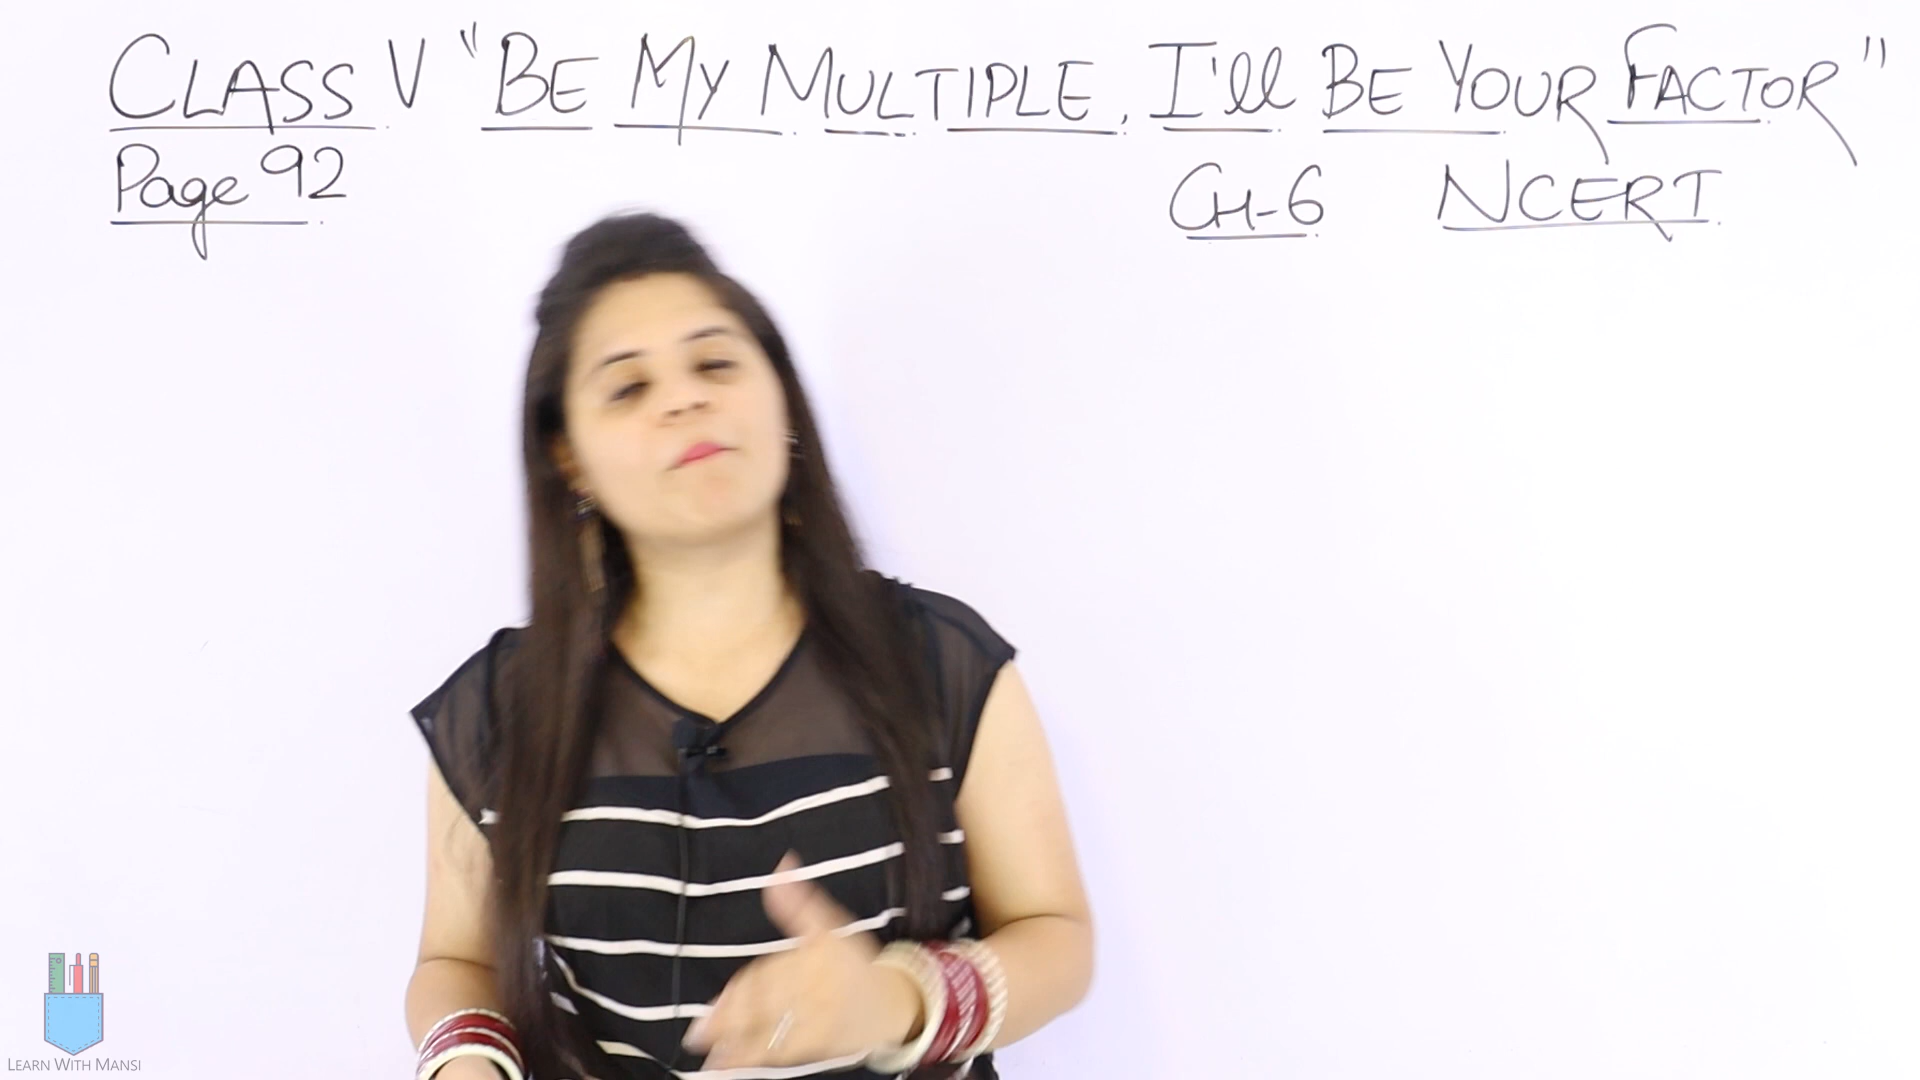 CLASS V "BE MY MULTIPLE, I'll BE YOUR FACTOR"
Page 92
CH-6 NCERT
LEARN WITH MANSI